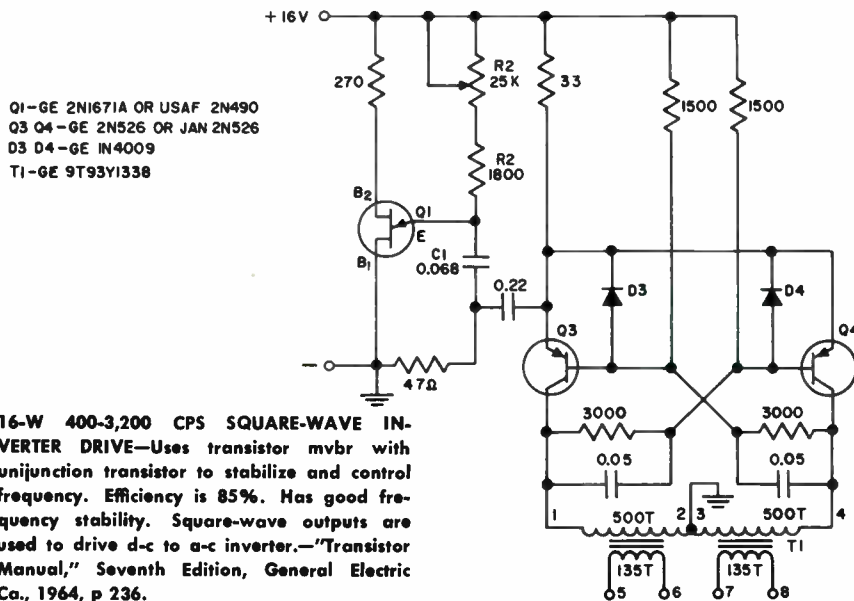 +16V
270
R2
25K
33
1500
1500
Q1-GE 2N1671A OR USAF 2N490
Q3 Q4-GE 2N526 OR JAN 2N526
D3 D4-GE IN4009
T1-GE 9T93Y1338
R2
1800
B2
Q1
E
B1
C1
0.068
0.22
D3
D4
Q3
Q4
–
47Ω
3000
3000
0.05
0.05
1
500T
2
3
500T
4
T1
135T
135T
5
6
7
8
16-W 400-3,200 CPS SQUARE-WAVE IN-
VERTER DRIVE—Uses transistor mvbr with
unijunction transistor to stabilize and control
frequency. Efficiency is 85%. Has good fre-
quency stability. Square-wave outputs are
used to drive d-c to a-c inverter.—"Transistor
Manual," Seventh Edition, General Electric
Co., 1964, p 236.